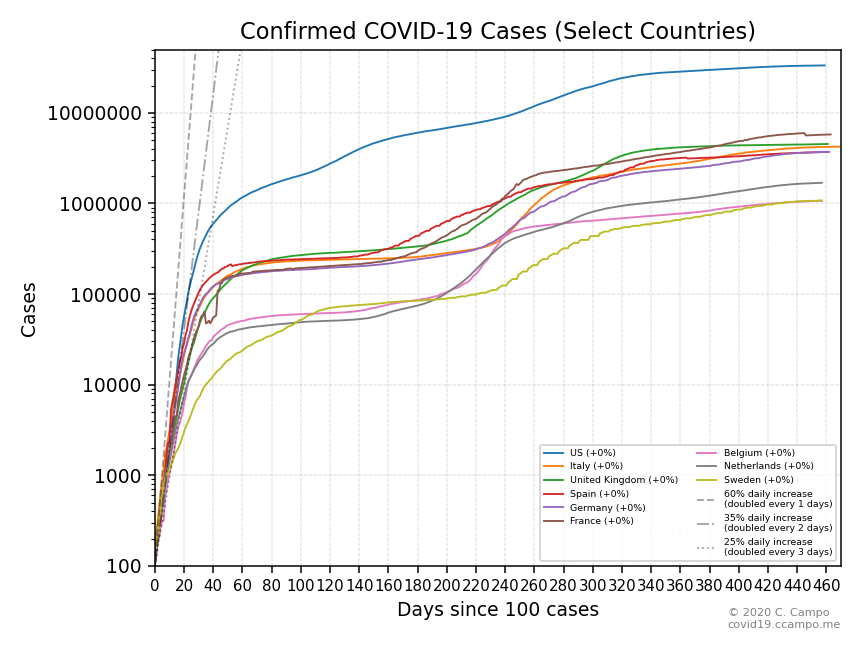 Confirmed COVID-19 Cases (Select Countries)
Cases
10000000
1000000
100000
10000
1000
100
US (+0%)
Italy (+0%)
United Kingdom (+0%)
Spain (+0%)
Germany (+0%)
France (+0%)
Belgium (+0%)
Netherlands (+0%)
Sweden (+0%)
60% daily increase
(doubled every 1 days)
35% daily increase
(doubled every 2 days)
25% daily increase
(doubled every 3 days)
0 20 40 60 80 100 120 140 160 180 200 220 240 260 280 300 320 340 360 380 400 420 440 460
Days since 100 cases
© 2020 C. Campo
covid19.ccampo.me